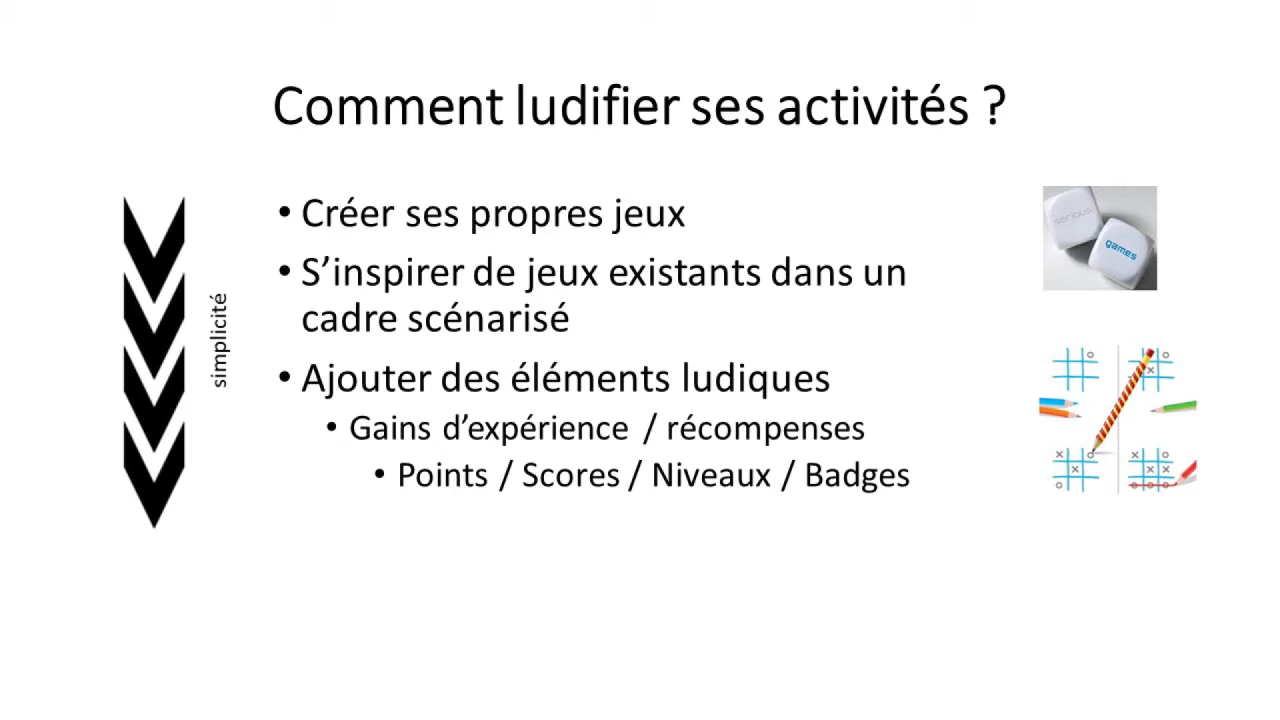 Comment ludifier ses activités ?
simplicité
• Créer ses propres jeux
• S’inspirer de jeux existants dans un
cadre scénarisé
• Ajouter des éléments ludiques
• Gains d’expérience / récompenses
• Points / Scores / Niveaux / Badges
serious
games